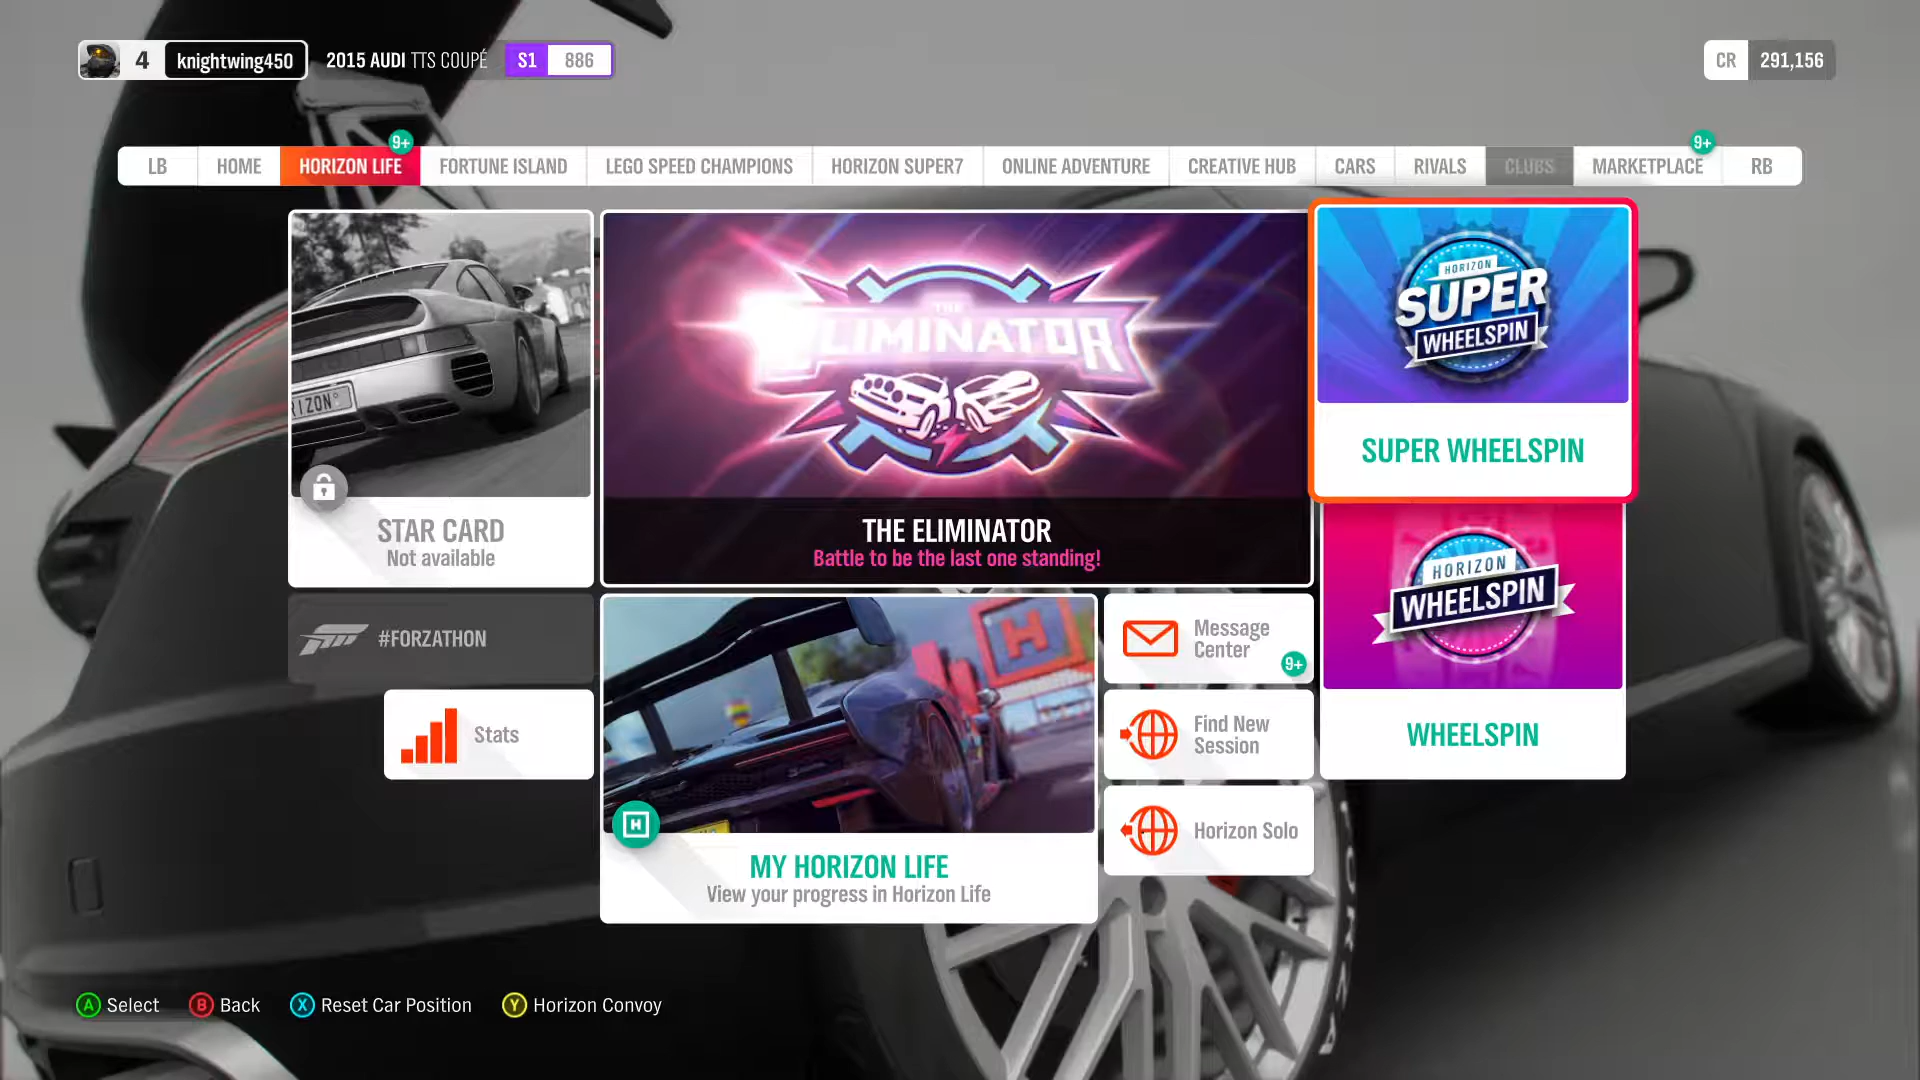 4 knightwing450 2015 AUDI TTS COUPÉ S1 886 CR 291,156
9+ 9+
LB HOME HORIZON LIFE FORTUNE ISLAND LEGO SPEED CHAMPIONS HORIZON SUPER7 ONLINE ADVENTURE CREATIVE HUB CARS RIVALS CLUBS MARKETPLACE RB
RIZON
STAR CARD
Not available
THE
ELIMINATOR
THE ELIMINATOR
Battle to be the last one standing!
HORIZON
SUPER
WHEELSPIN
SUPER WHEELSPIN
#FORZATHON
Stats
H
MY HORIZON LIFE
View your progress in Horizon Life
Message
Center
9+
Find New
Session
Horizon Solo
HORIZON
WHEELSPIN
WHEELSPIN
A Select B Back X Reset Car Position Y Horizon Convoy